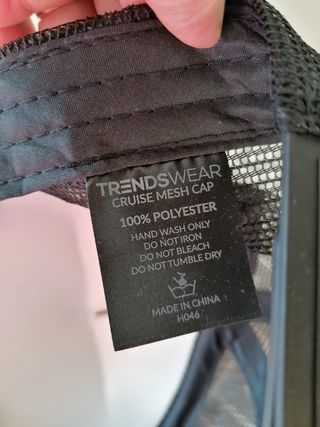 TRENDSWEAR
CRUISE MESH CAP
100% POLYESTER
HAND WASH ONLY
DO NOT IRON
DO NOT BLEACH
DO NOT TUMBLE DRY
MADE IN CHINA
H046